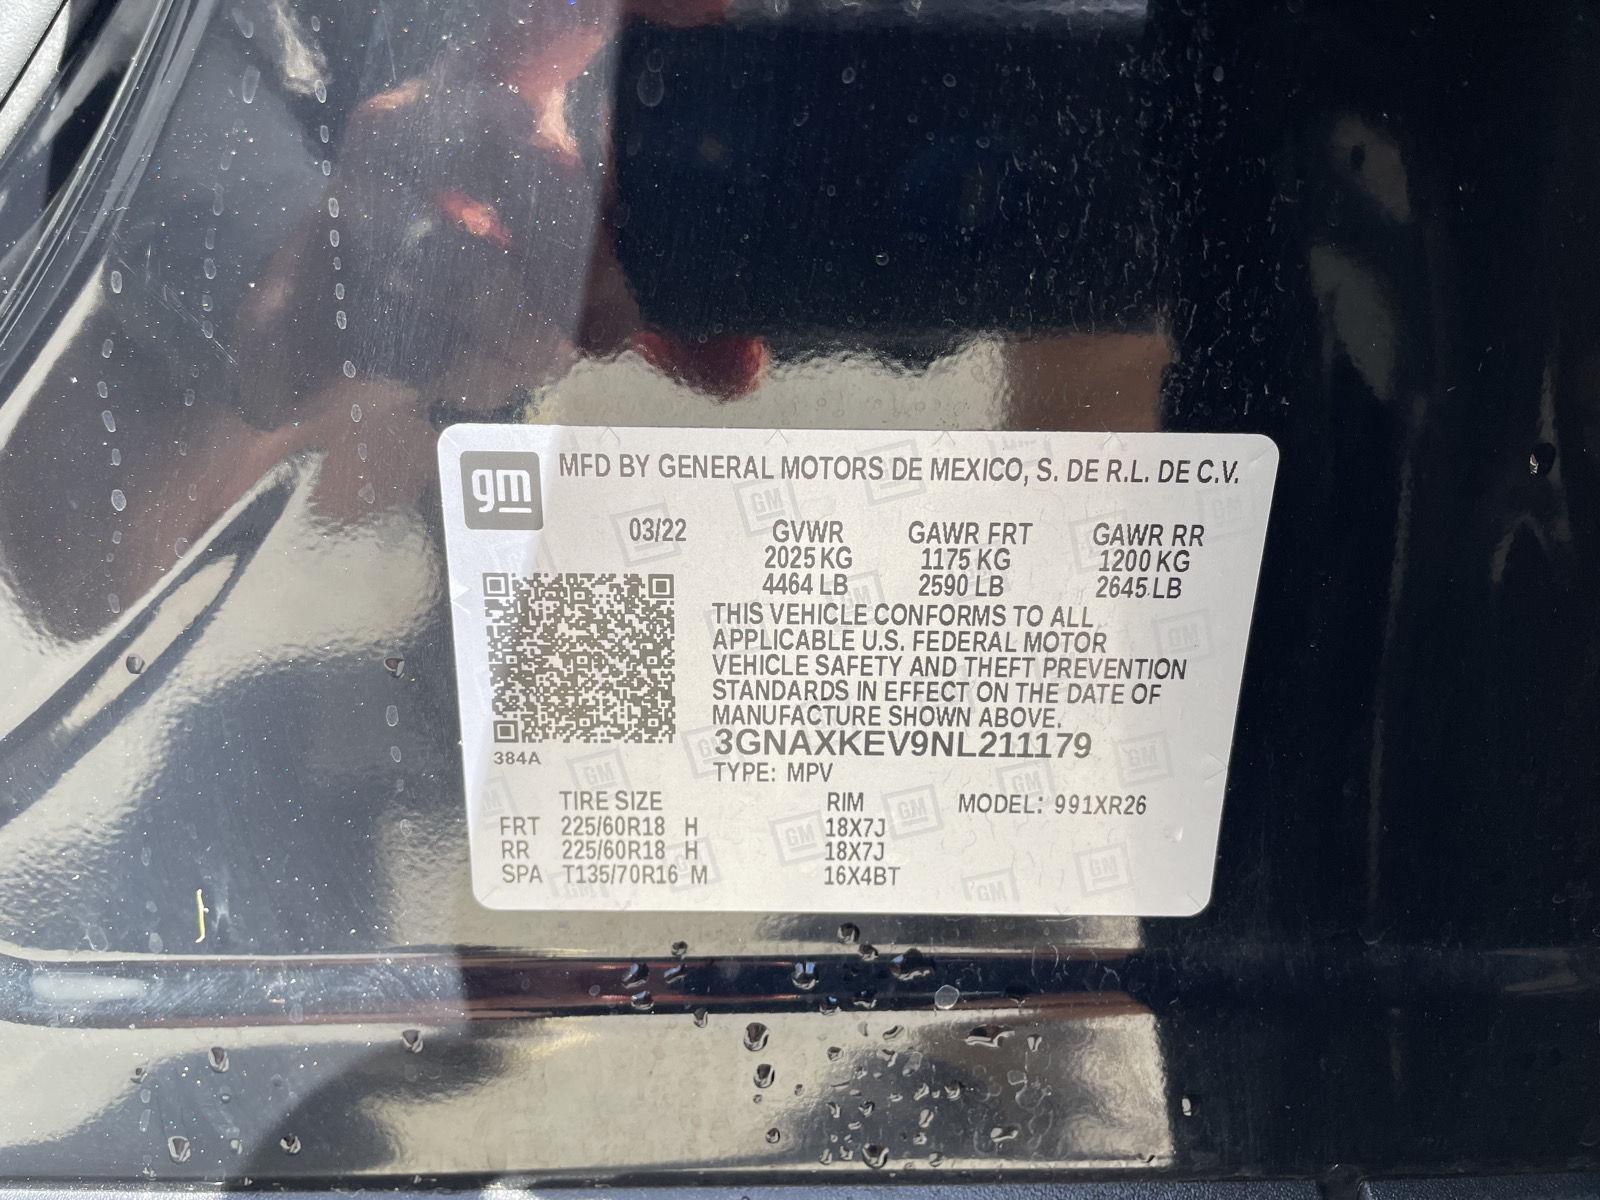 gm MFD BY GENERAL MOTORS DE MEXICO, S. DE R.L. DE C.V.
03/22 GVWR GAWR FRT GAWR RR
2025 KG 1175 KG 1200 KG
4464 LB 2590 LB 2645 LB
THIS VEHICLE CONFORMS TO ALL
APPLICABLE U.S. FEDERAL MOTOR
VEHICLE SAFETY AND THEFT PREVENTION
STANDARDS IN EFFECT ON THE DATE OF
MANUFACTURE SHOWN ABOVE.
3GNAXKEV9NL211179
384A
TYPE: MPV
TIRE SIZE RIM MODEL: 991XR26
FRT 225/60R18 H 18X7J
RR 225/60R18 H 18X7J
SPA T135/70R16 M 16X4BT